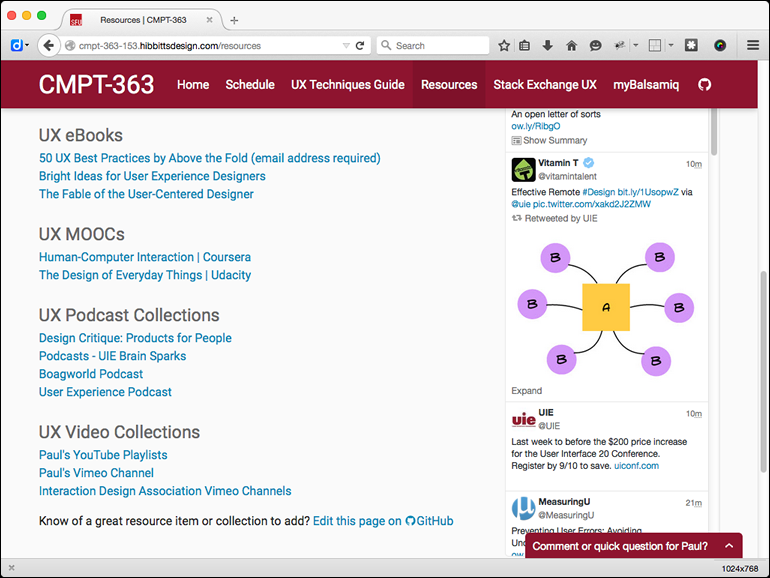 SFU
Resources | CMPT-363
cmpt-363-153.hibbittsdesign.com/resources
Search
CMPT-363
Home
Schedule
UX Techniques Guide
Resources
Stack Exchange UX
myBalsamiq
UX eBooks
50 UX Best Practices by Above the Fold (email address required)
Bright Ideas for User Experience Designers
The Fable of the User-Centered Designer
UX MOOCs
Human-Computer Interaction | Coursera
The Design of Everyday Things | Udacity
UX Podcast Collections
Design Critique: Products for People
Podcasts - UIE Brain Sparks
Boagworld Podcast
User Experience Podcast
UX Video Collections
Paul's YouTube Playlists
Paul's Vimeo Channel
Interaction Design Association Vimeo Channels
Know of a great resource item or collection to add? Edit this page on GitHub
An open letter of sorts
ow.ly/RibgO
Show Summary
Vitamin T
10m
@vitamintalent
Effective Remote #Design bit.ly/1UsopwZ via
@uie pic.twitter.com/xakd2J2ZMW
Retweeted by UIE
B
B
B
A
B
B
B
Expand
uie
UIE
10m
@UIE
Last week to before the $200 price increase
for the User Interface 20 Conference.
Register by 9/10 to save. uiconf.com
MeasuringU
21m
@MeasuringU
Preventing User Errors: Avoiding
Comment or quick question for Paul?
1024x768